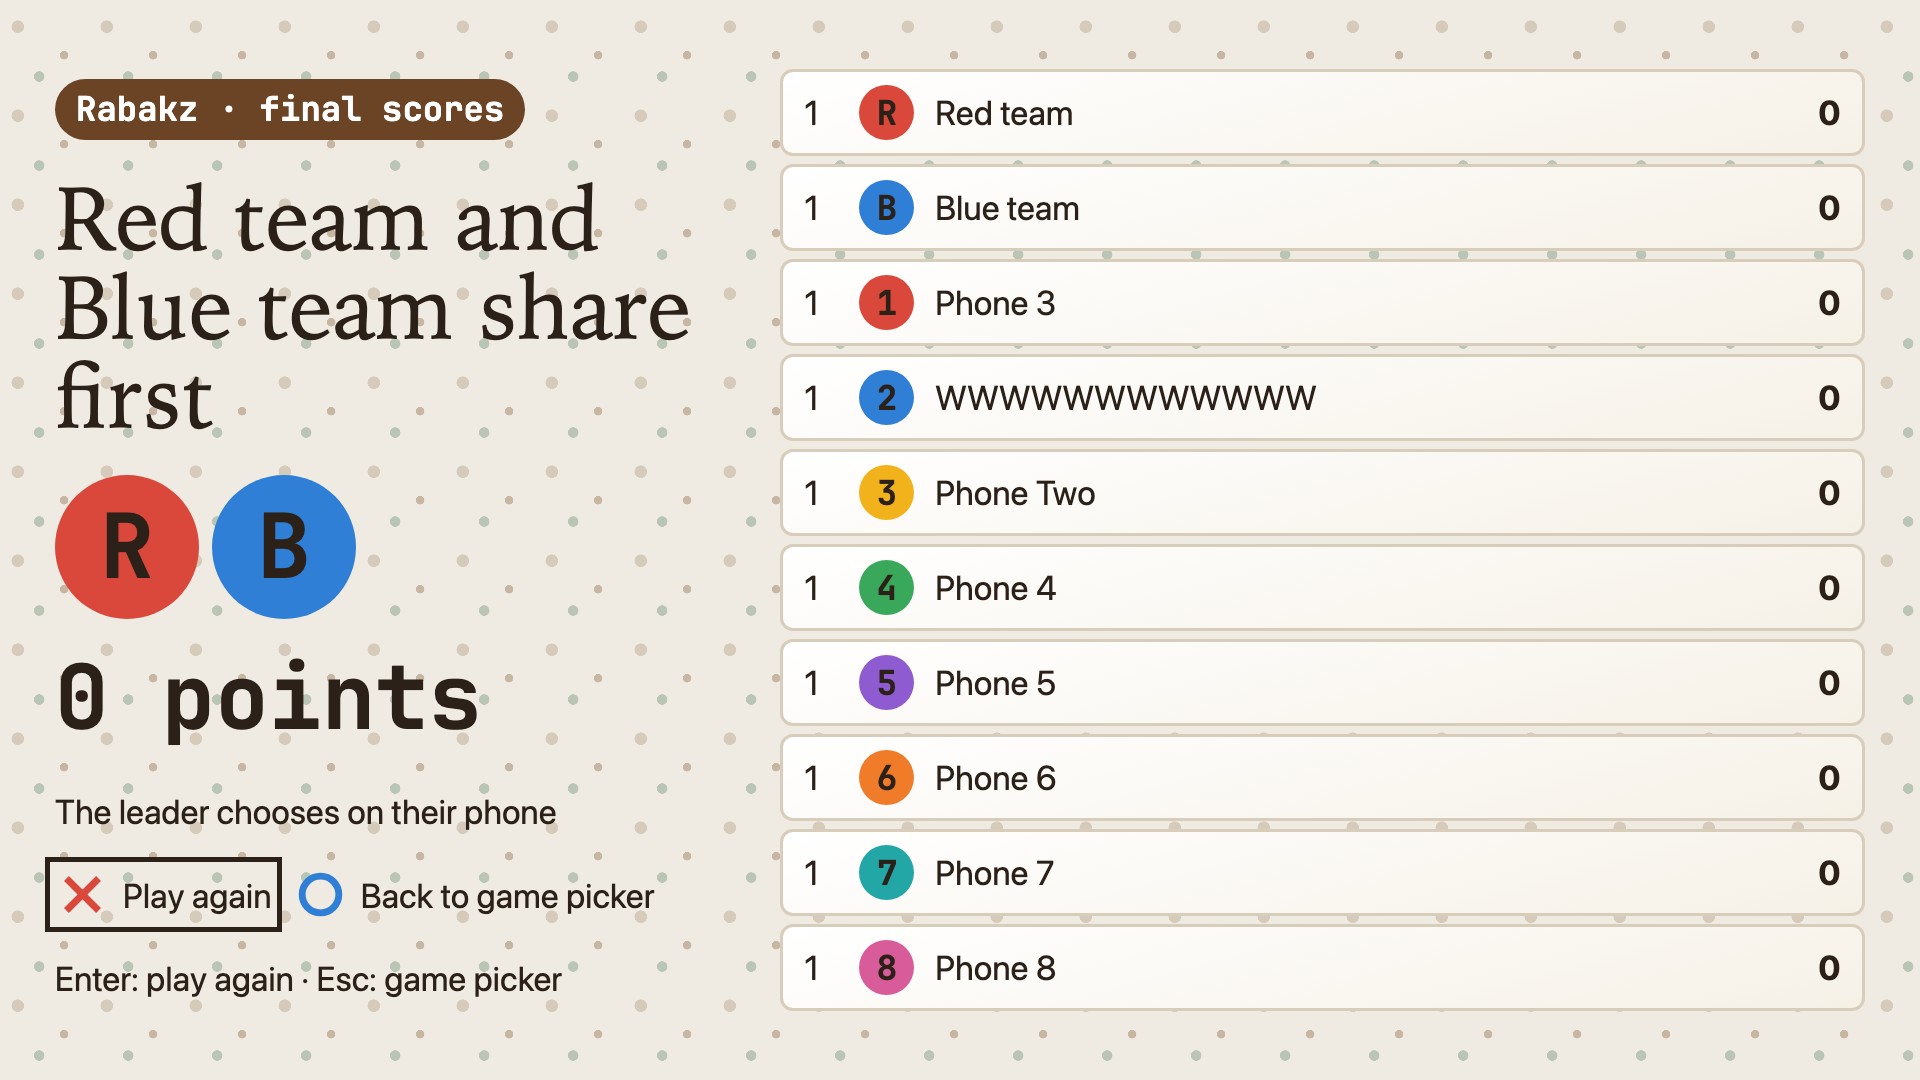 Rabakz · final scores
Red team and
Blue team share
first
R B
0 points
The leader chooses on their phone
Play again
Back to game picker
Enter: play again · Esc: game picker
1 R Red team 0
1 B Blue team 0
1 1 Phone 3 0
1 2 WWWWWWWWWWWW 0
1 3 Phone Two 0
1 4 Phone 4 0
1 5 Phone 5 0
1 6 Phone 6 0
1 7 Phone 7 0
1 8 Phone 8 0